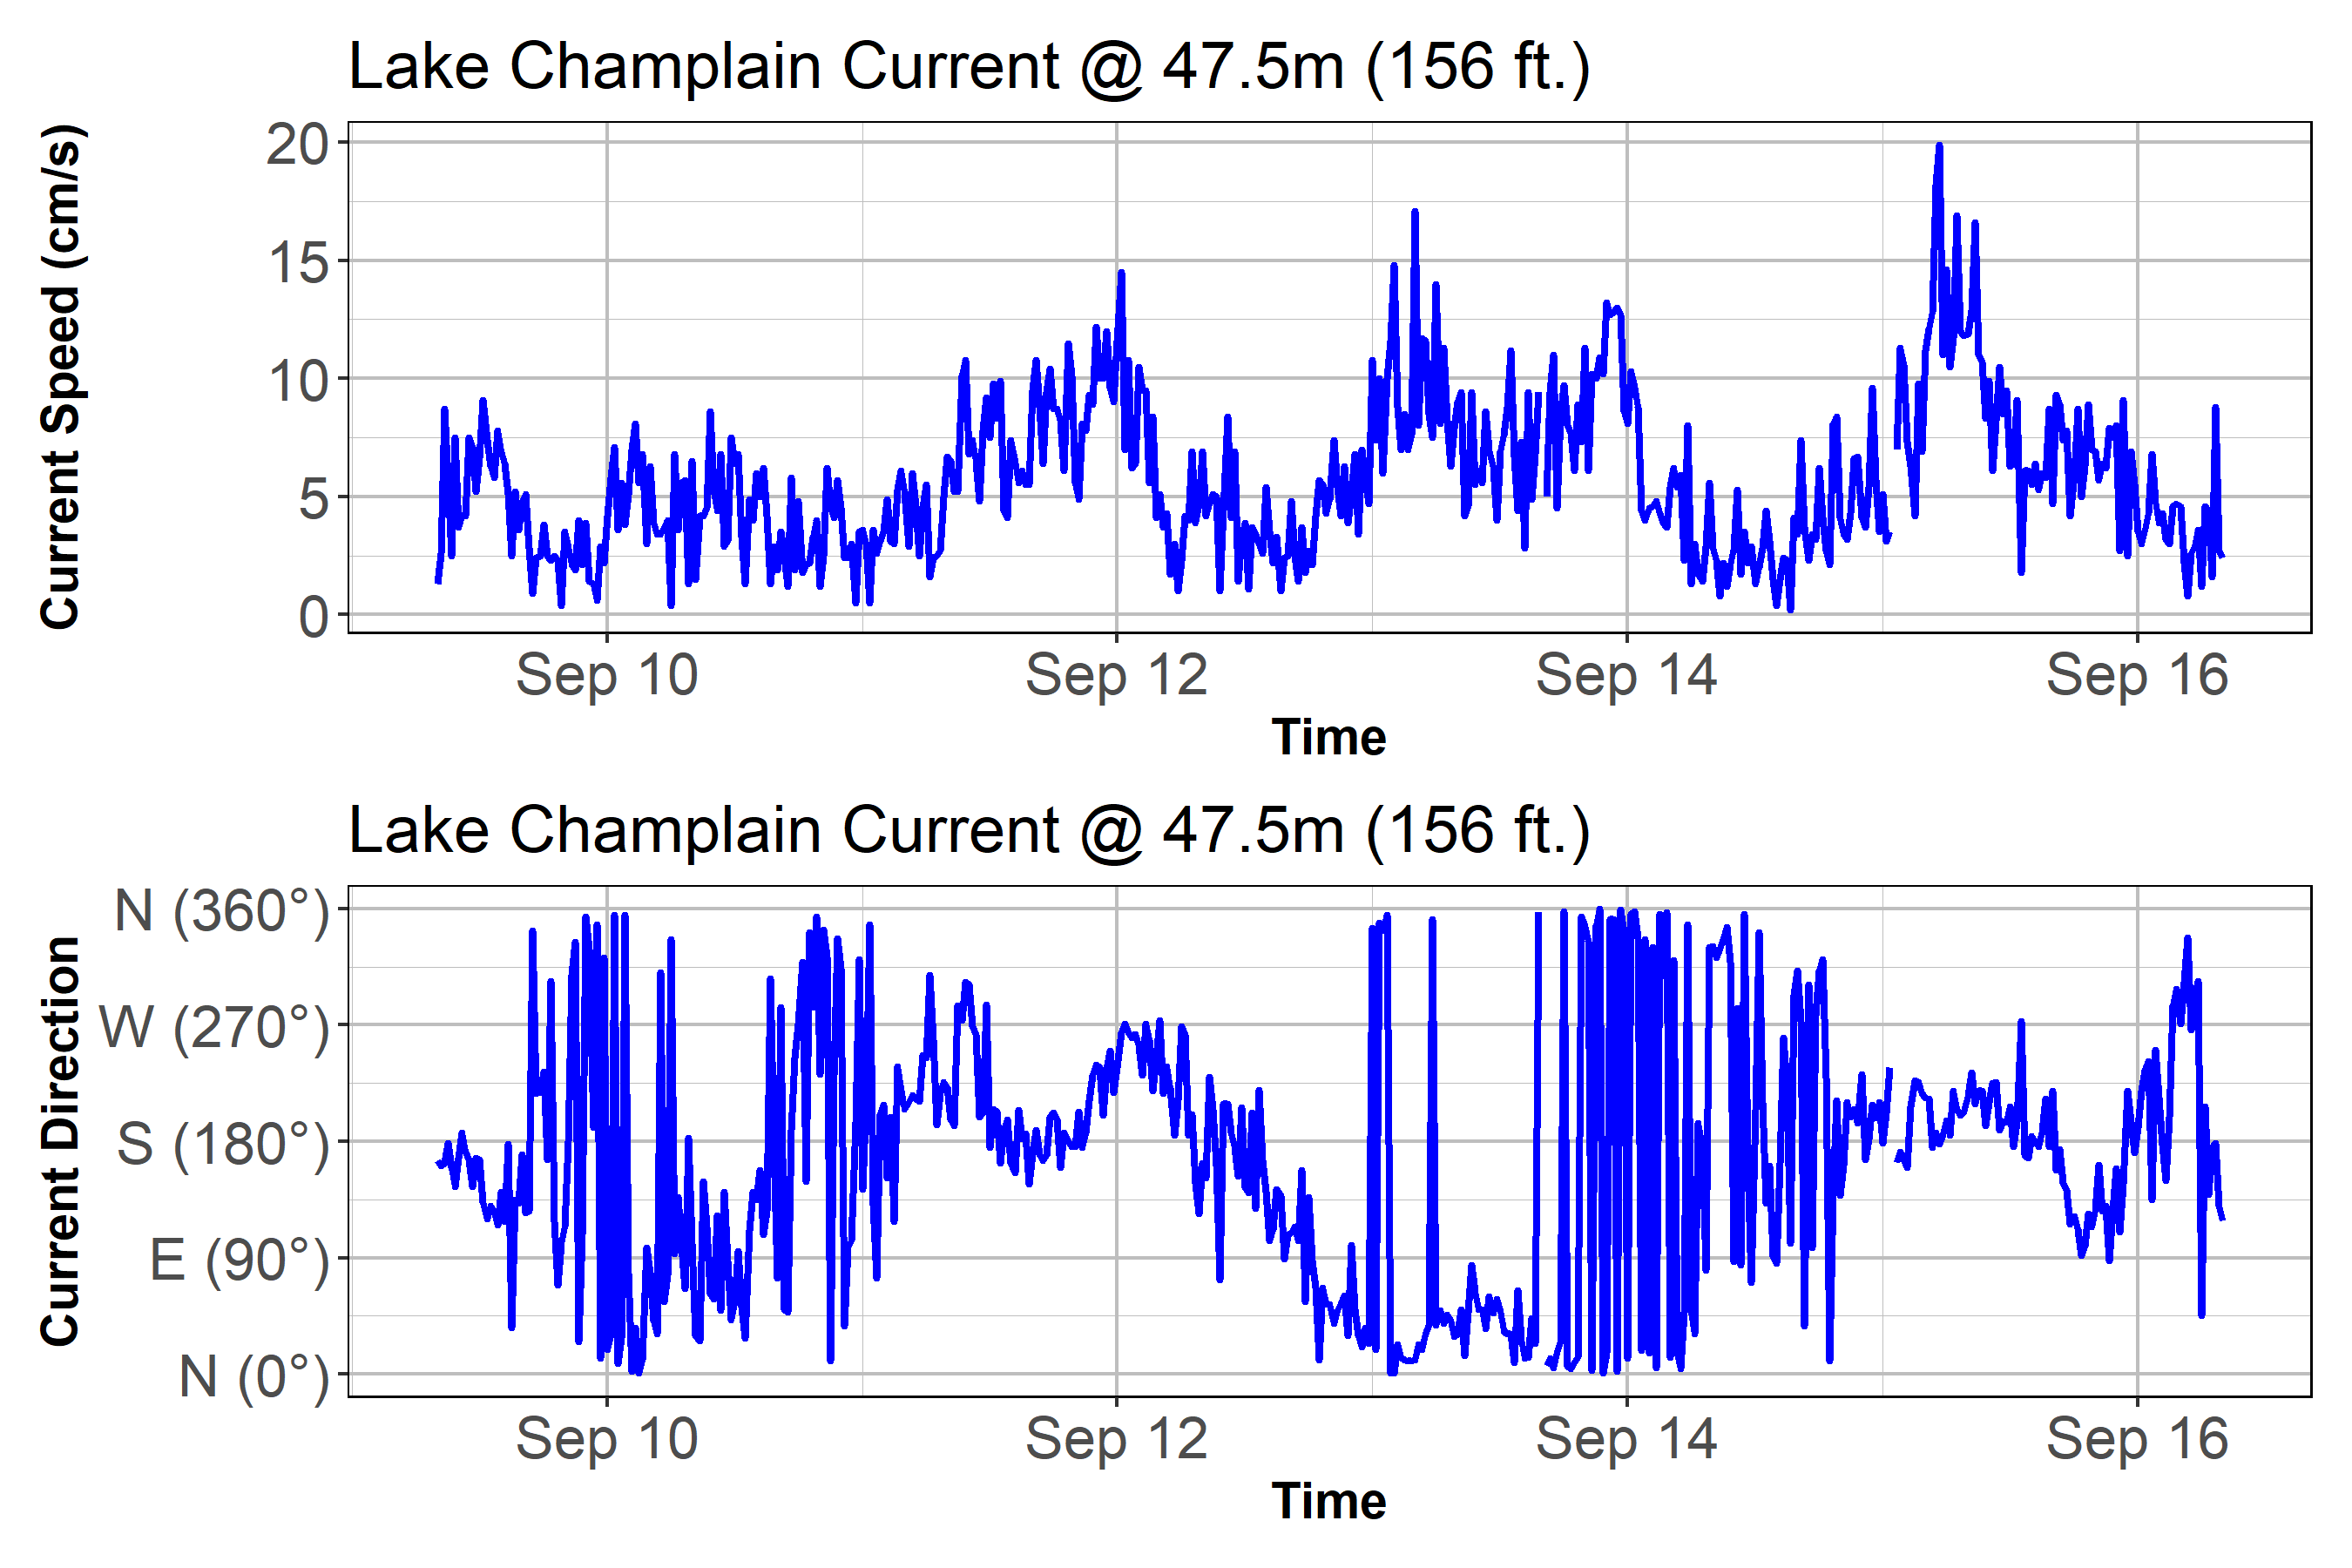 Lake Champlain Current @ 47.5m (156 ft.)
Current Speed (cm/s)
20
15
10
5
0
Sep 10 Sep 12 Sep 14 Sep 16
Time
Lake Champlain Current @ 47.5m (156 ft.)
Current Direction
N (360°)
W (270°)
S (180°)
E (90°)
N (0°)
Sep 10 Sep 12 Sep 14 Sep 16
Time